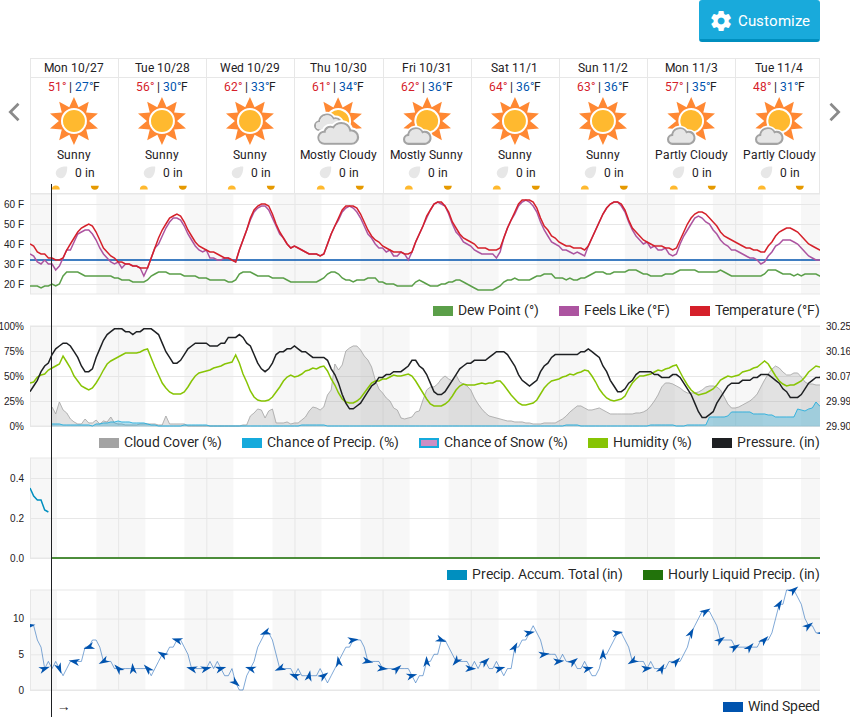 Customize
Mon 10/27 Tue 10/28 Wed 10/29 Thu 10/30 Fri 10/31 Sat 11/1 Sun 11/2 Mon 11/3 Tue 11/4
51° | 27°F 56° | 30°F 62° | 33°F 61° | 34°F 62° | 36°F 64° | 36°F 63° | 36°F 57° | 35°F 48° | 31°F
Sunny Sunny Sunny Mostly Cloudy Mostly Sunny Sunny Sunny Partly Cloudy Partly Cloudy
0 in 0 in 0 in 0 in 0 in 0 in 0 in 0 in 0 in
60 F
50 F
40 F
30 F
20 F
Dew Point (°) Feels Like (°F) Temperature (°F)
100% 30.25
75% 30.16
50% 30.07
25% 29.99
0% 29.90
Cloud Cover (%) Chance of Precip. (%) Chance of Snow (%) Humidity (%) Pressure. (in)
0.4
0.2
0.0
Precip. Accum. Total (in) Hourly Liquid Precip. (in)
10
5
0
→ Wind Speed